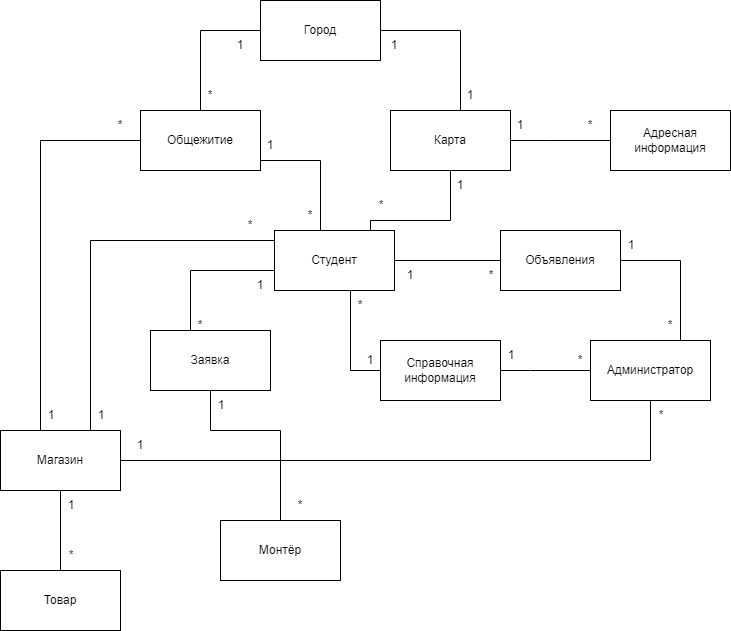 Город
1
1
*
1
*
Общежитие
1
Карта
1
*
Адресная
информация
1
*
*
*
Студент
1
*
Объявления
1
1
*
*
*
Заявка
1
Справочная
информация
1
*
Администратор
1
1
1
*
Магазин
1
1
*
*
Монтёр
Товар